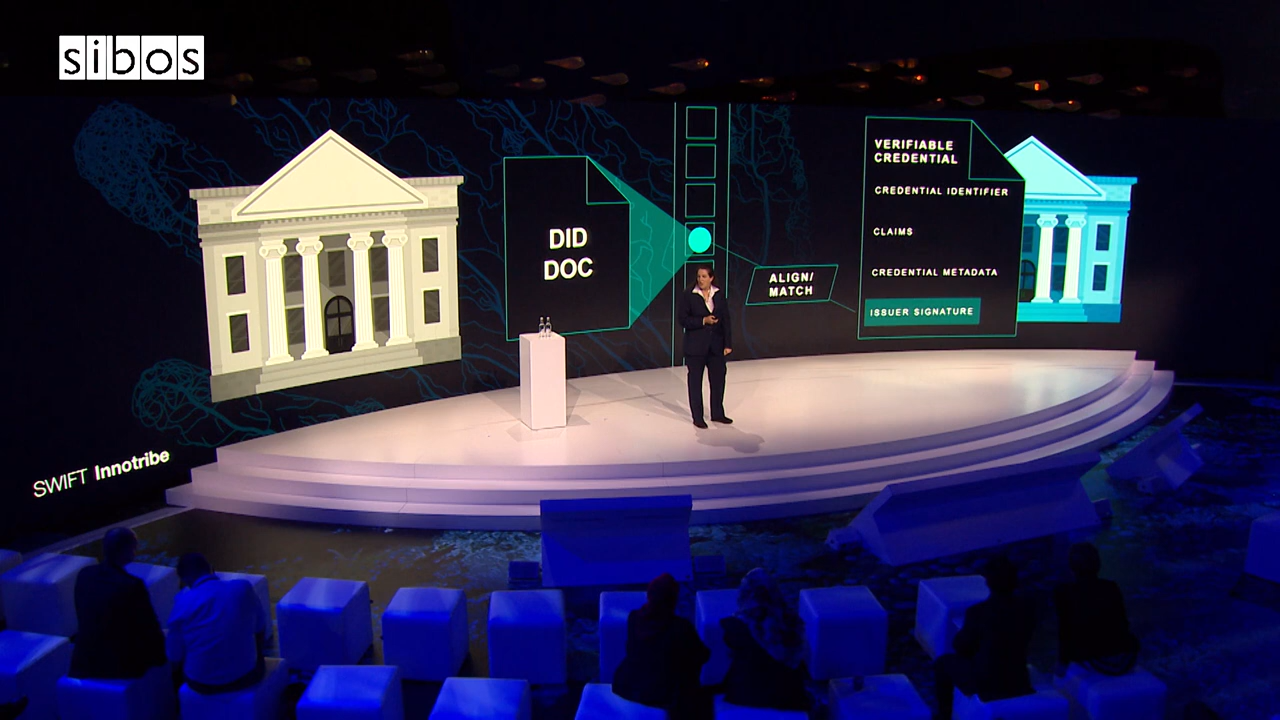 sibos
DID
DOC
ALIGN/
MATCH
VERIFIABLE
CREDENTIAL
CREDENTIAL IDENTIFIER
CLAIMS
CREDENTIAL METADATA
ISSUER SIGNATURE
SWIFT Innotribe